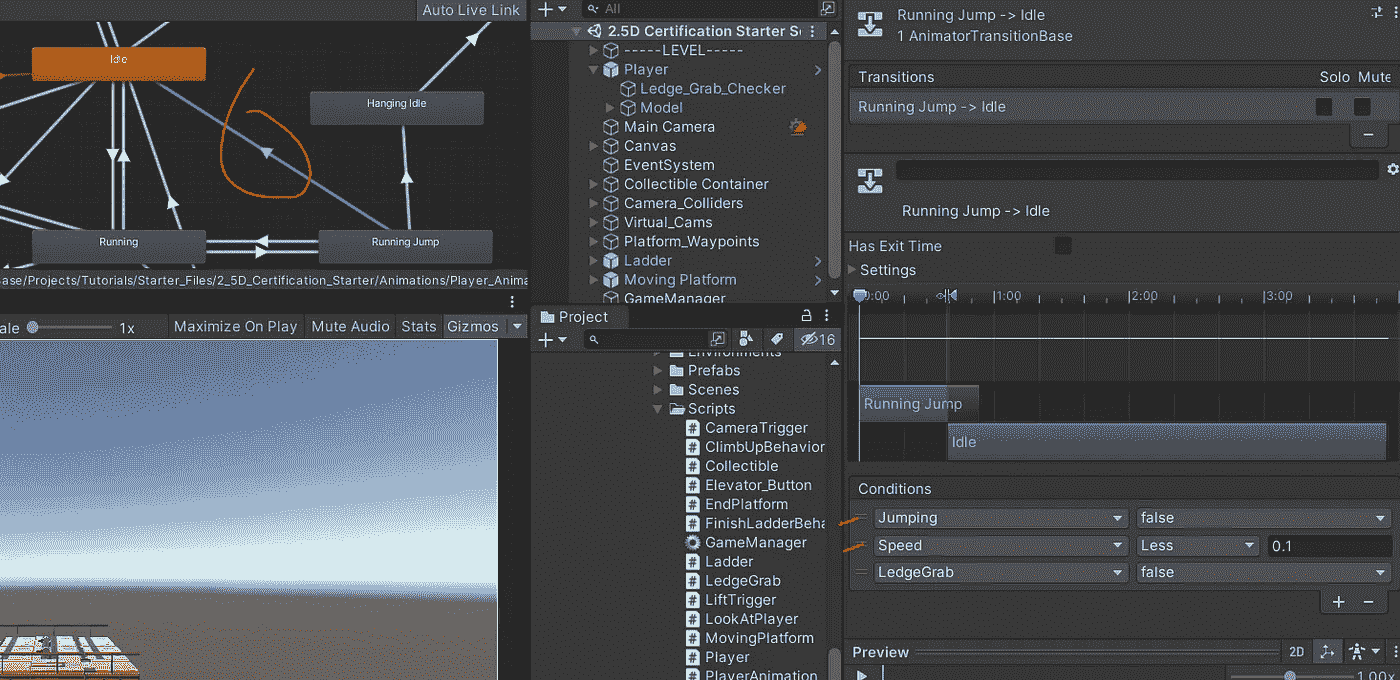 Auto Live Link
Idle
Hanging Idle
Running
Running Jump
ase/Projects/Tutorials/Starter_Files/2_5D_Certification_Starter/Animations/Player_Anima
ale 1x Maximize On Play Mute Audio Stats Gizmos
All
2.5D Certification Starter S
-----LEVEL-----
Player
Ledge_Grab_Checker
Model
Main Camera
Canvas
EventSystem
Collectible Container
Camera_Colliders
Virtual_Cams
Platform_Waypoints
Ladder
Moving Platform
GameManager
Project
16
Environments
Prefabs
Scenes
Scripts
CameraTrigger
ClimbUpBehavior
Collectible
Elevator_Button
EndPlatform
FinishLadderBeha
GameManager
Ladder
LedgeGrab
LiftTrigger
LookAtPlayer
MovingPlatform
Player
PlayerAnimation
Running Jump -> Idle
1 AnimatorTransitionBase
Transitions Solo Mute
Running Jump -> Idle
Running Jump -> Idle
Has Exit Time
Settings
0:00 1:00 2:00 3:00
Running Jump
Idle
Conditions
Jumping false
Speed Less 0.1
LedgeGrab false
Preview 2D
1.00x